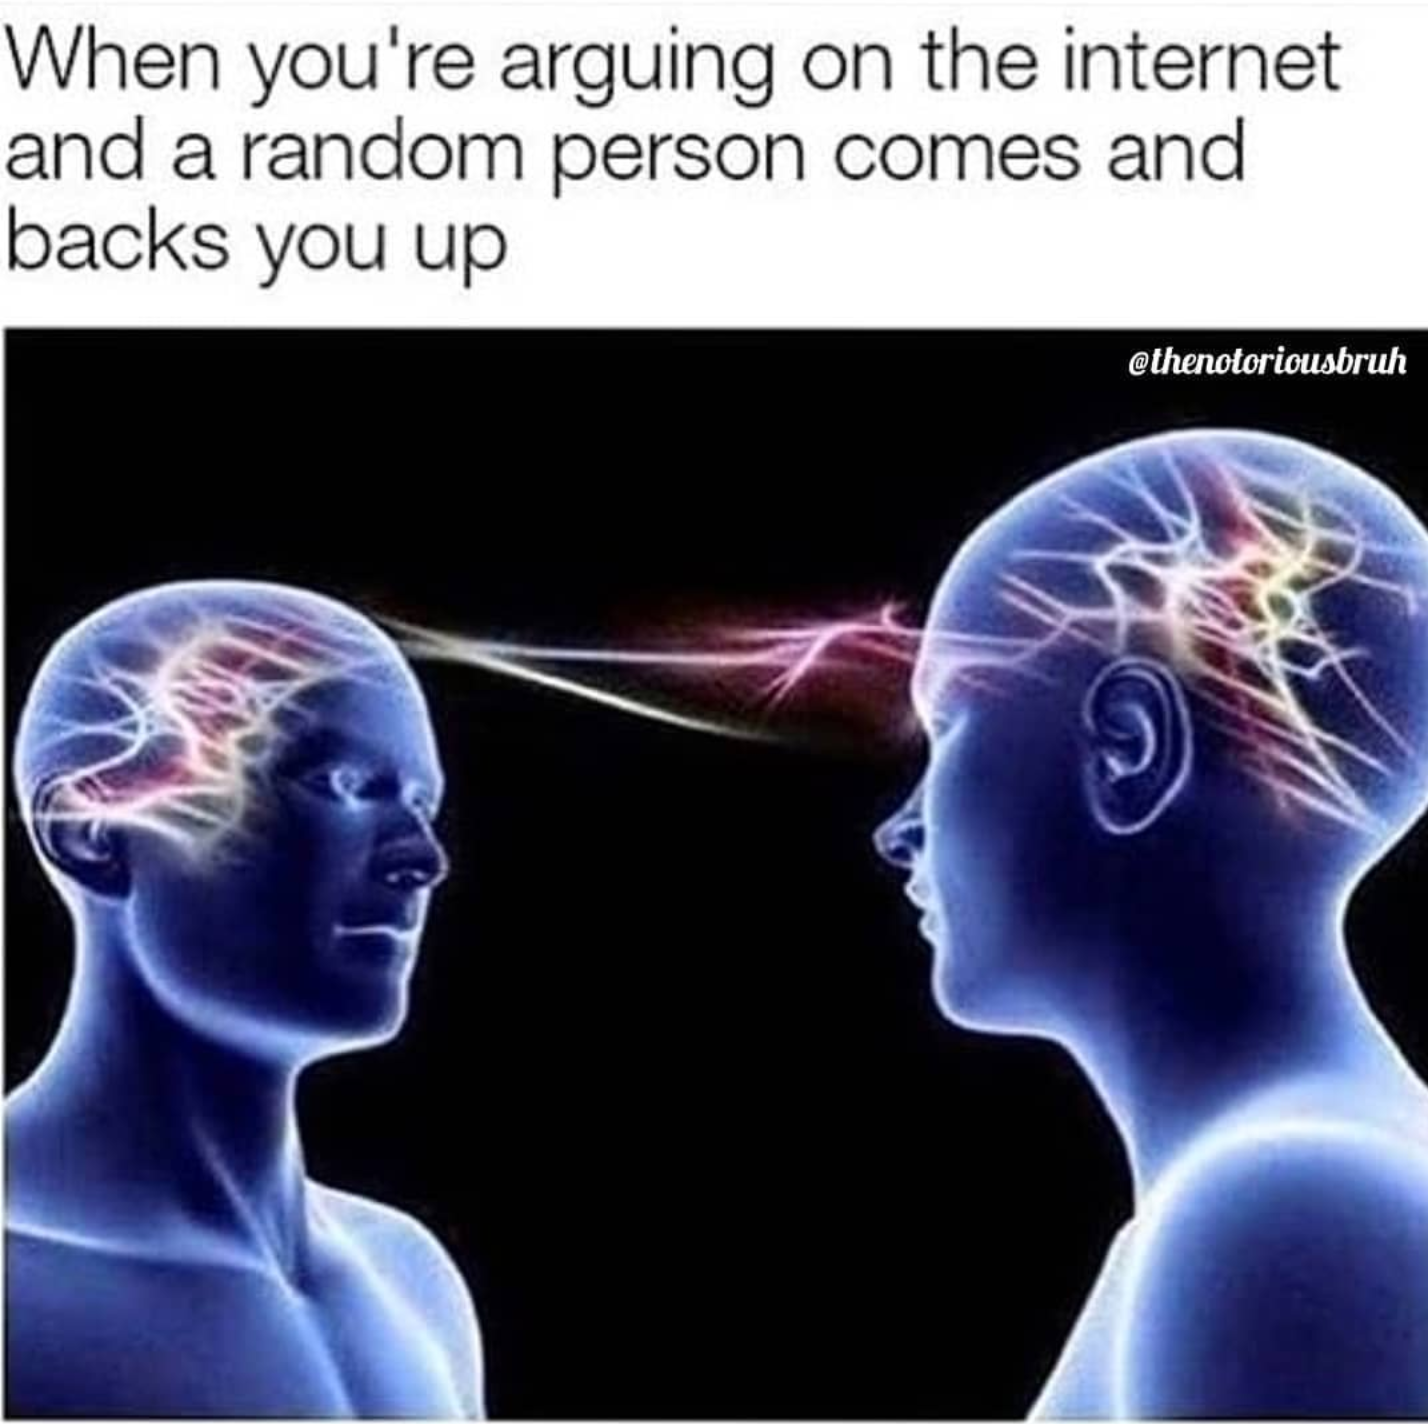 When you're arguing on the internet
and a random person comes and
backs you up
@thenotoriousbruh